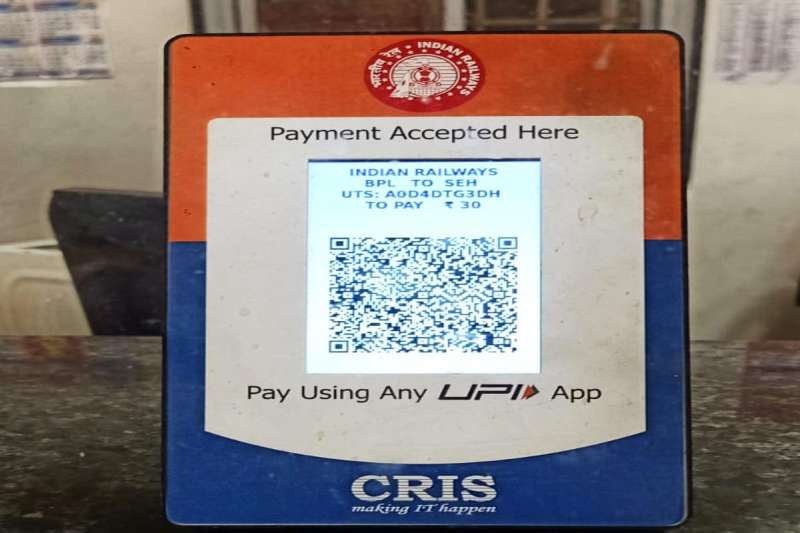 भारतीय रेल INDIAN RAILWAYS
Payment Accepted Here
INDIAN RAILWAYS
BPL TO SEH
UTS: A0D4DTG3DH
TO PAY ₹ 30
Pay Using Any UPI App
CRIS
making IT happen